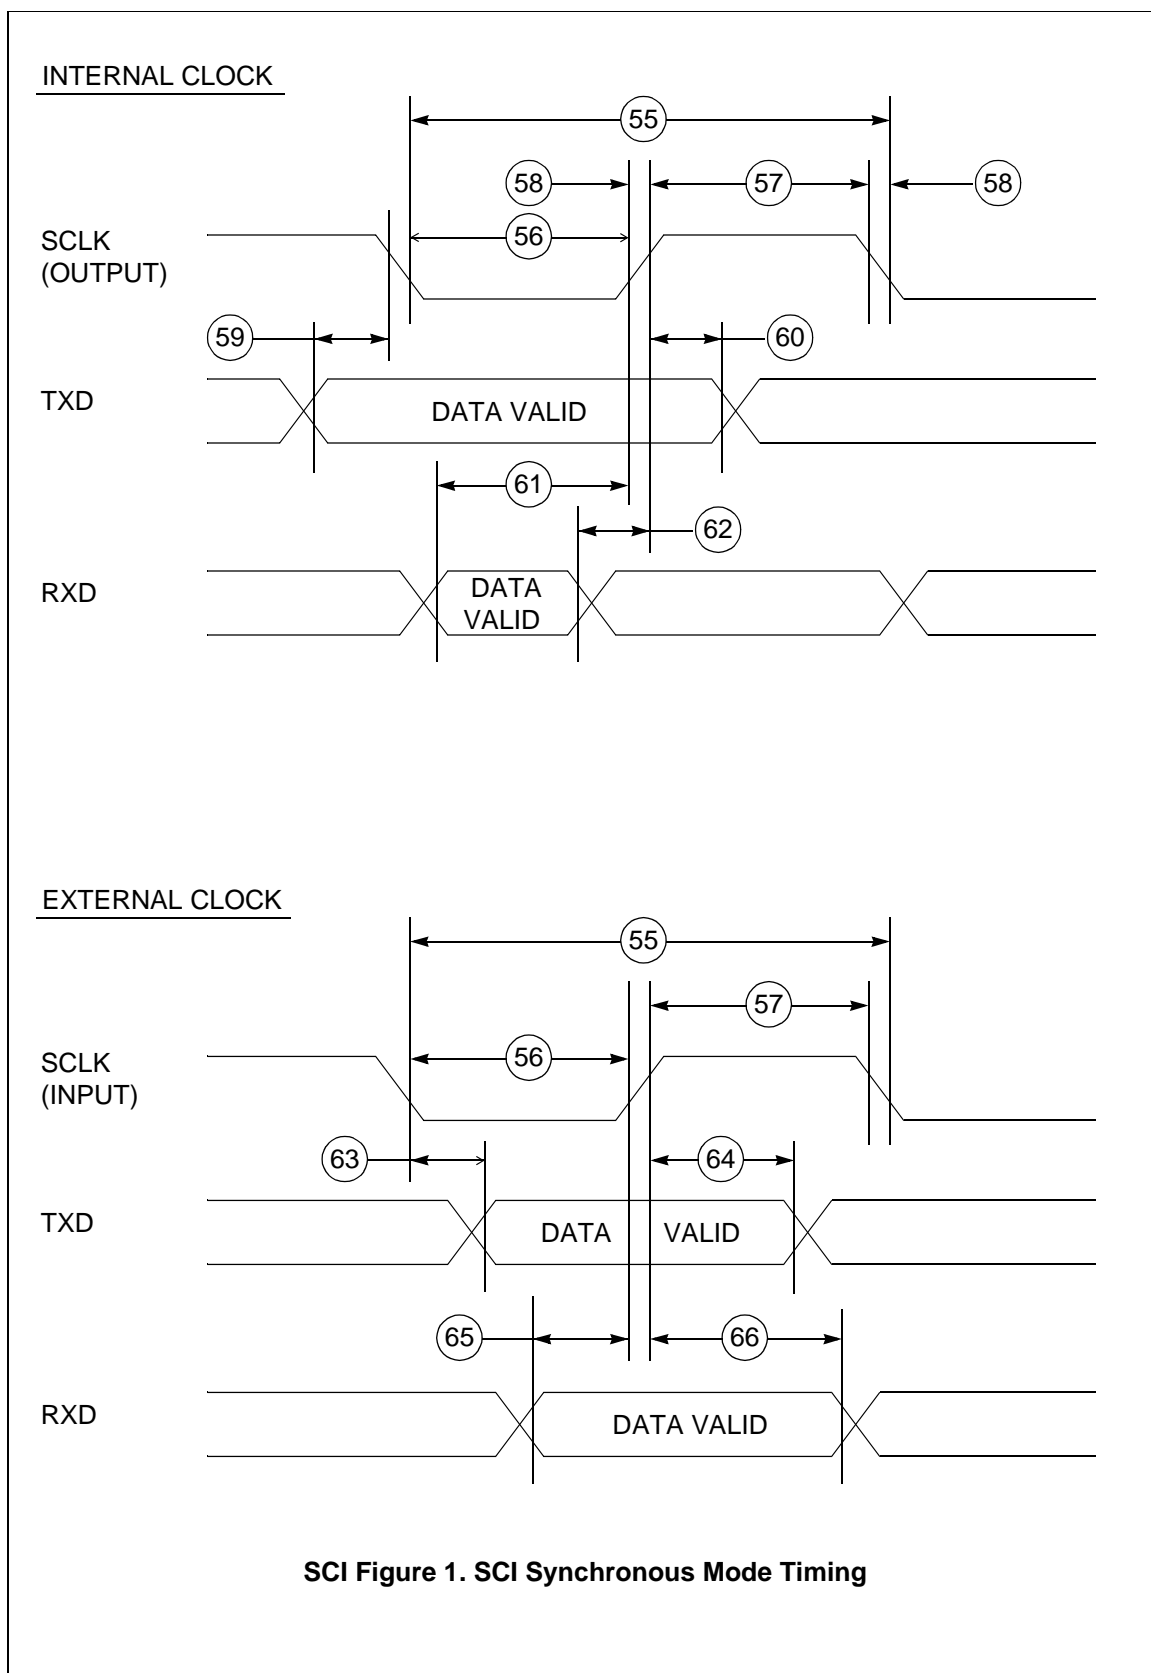 INTERNAL CLOCK
55
58
57
58
SCLK
(OUTPUT)
56
59
60
TXD
DATA VALID
61
62
RXD
DATA
VALID
EXTERNAL CLOCK
55
57
SCLK
(INPUT)
56
63
64
TXD
DATA VALID
65
66
RXD
DATA VALID
SCI Figure 1. SCI Synchronous Mode Timing